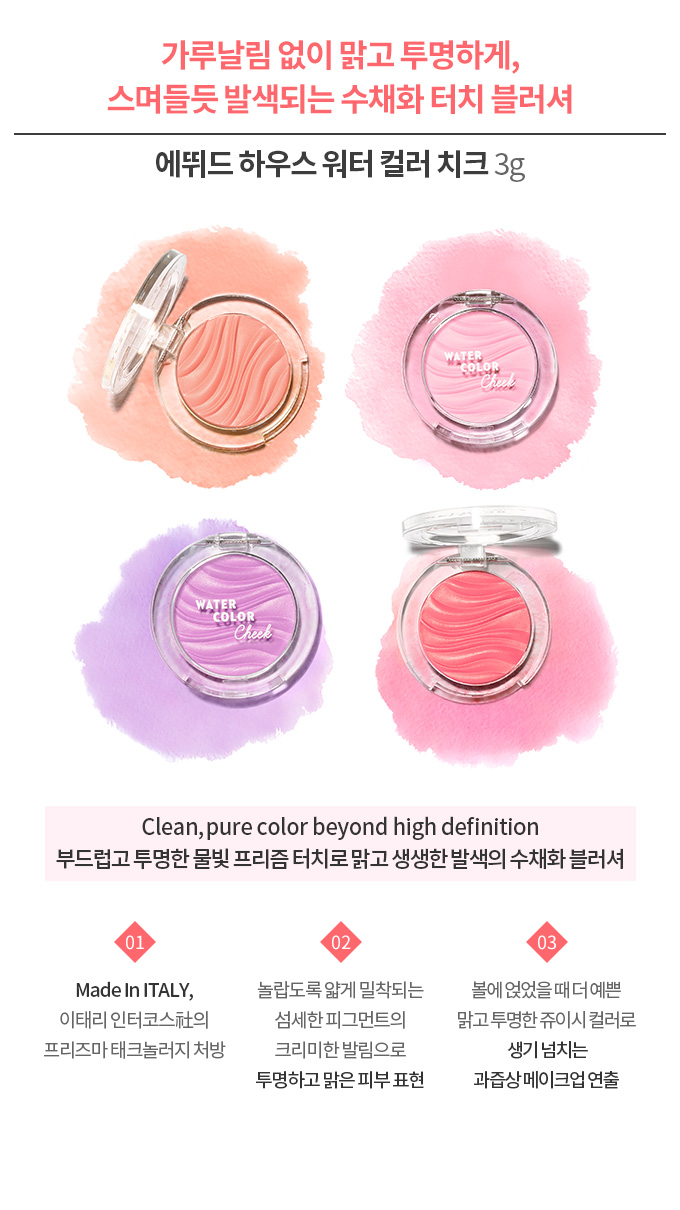 가루날림 없이 맑고 투명하게,
스며들듯 발색되는 수채화 터치 블러셔
에뛰드 하우스 워터 컬러 치크 3g
WATER
COLOR
Cheek
WATER
COLOR
Cheek
Clean,pure color beyond high definition
부드럽고 투명한 물빛 프리즘 터치로 맑고 생생한 발색의 수채화 블러셔
01
Made In ITALY,
이태리 인터코스社의
프리즈마 태크놀러지 처방
02
놀랍도록 얇게 밀착되는
섬세한 피그먼트의
크리미한 발림으로
투명하고 맑은 피부 표현
03
볼에 얹었을 때 더 예쁜
맑고 투명한 쥬이시 컬러로
생기 넘치는
과즙상 메이크업 연출